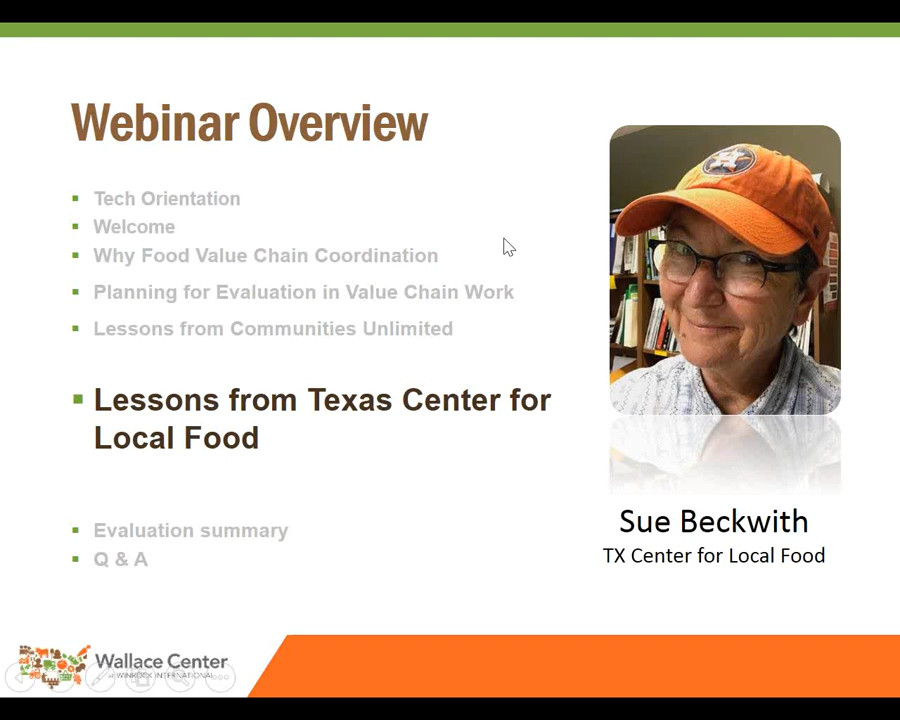 Webinar Overview
Tech Orientation
Welcome
Why Food Value Chain Coordination
Planning for Evaluation in Value Chain Work
Lessons from Communities Unlimited
Lessons from Texas Center for
Local Food
Evaluation summary
Q & A
Sue Beckwith
TX Center for Local Food
Wallace Center
at WINROCK INTERNATIONAL